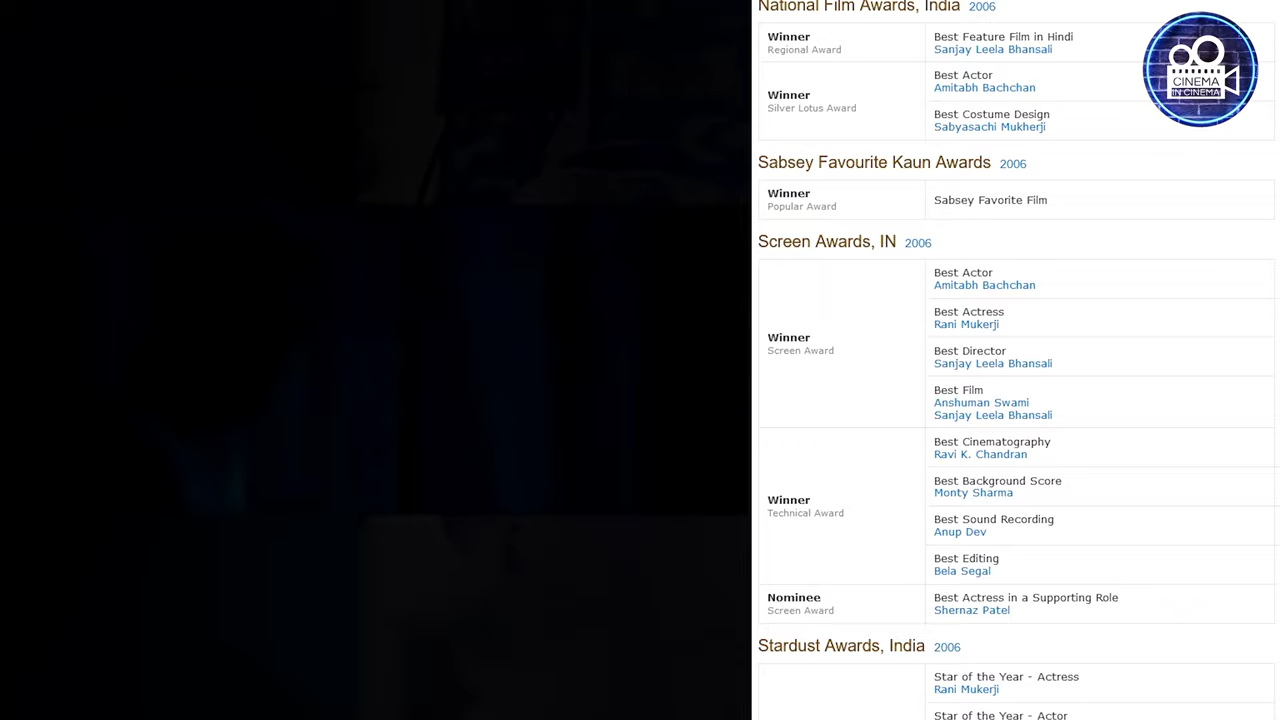 National Film Awards, India 2006
Winner
Regional Award
Best Feature Film in Hindi
Sanjay Leela Bhansali
Winner
Silver Lotus Award
Best Actor
Amitabh Bachchan
Best Costume Design
Sabyasachi Mukherji
CINEMA
IN CINEMA
Sabsey Favourite Kaun Awards 2006
Winner
Popular Award
Sabsey Favorite Film
Screen Awards, IN 2006
Winner
Screen Award
Best Actor
Amitabh Bachchan
Best Actress
Rani Mukerji
Best Director
Sanjay Leela Bhansali
Best Film
Anshuman Swami
Sanjay Leela Bhansali
Winner
Technical Award
Best Cinematography
Ravi K. Chandran
Best Background Score
Monty Sharma
Best Sound Recording
Anup Dev
Best Editing
Bela Segal
Nominee
Screen Award
Best Actress in a Supporting Role
Shernaz Patel
Stardust Awards, India 2006
Star of the Year - Actress
Rani Mukerji
Star of the Year - Actor